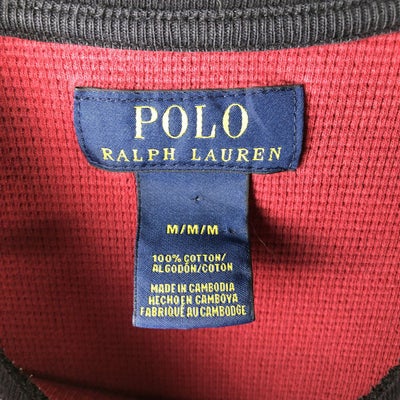 POLO
RALPH LAUREN
M/M/M
100% COTTON/
ALGODÓN/COTON
MADE IN CAMBODIA
HECHO EN CAMBOYA
FABRIQUÉ AU CAMBODGE